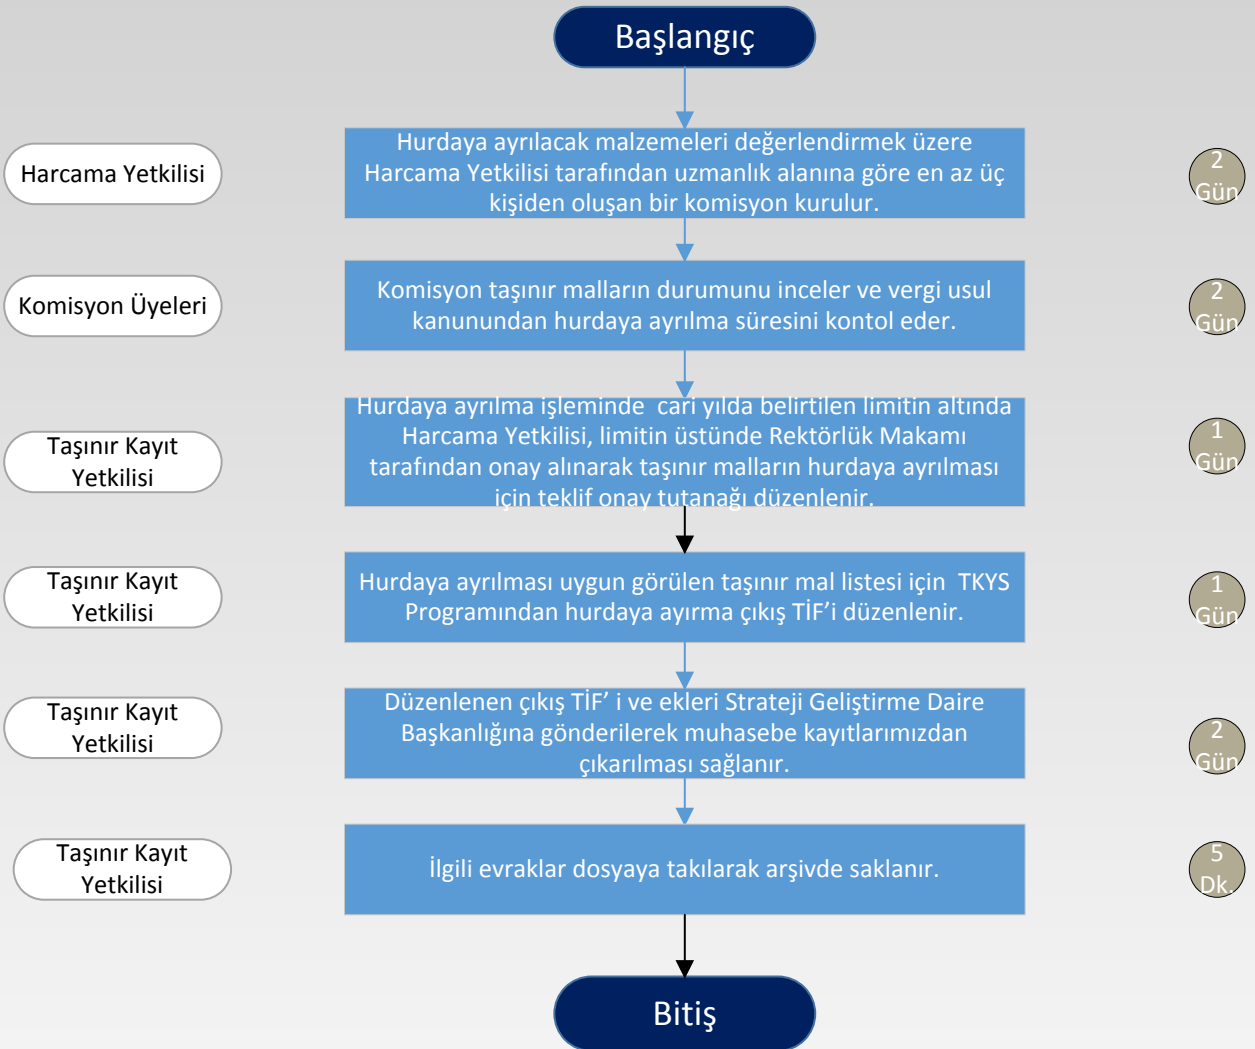 Başlangıç
Harcama Yetkilisi
Hurdaya ayrılacak malzemeleri değerlendirmek üzere
Harcama Yetkilisi tarafından uzmanlık alanına göre en az üç
kişiden oluşan bir komisyon kurulur.
2
Gün
Komisyon Üyeleri
Komisyon taşınır malların durumunu inceler ve vergi usul
kanunundan hurdaya ayrılma süresini kontol eder.
2
Gün
Taşınır Kayıt
Yetkilisi
Hurdaya ayrılma işleminde cari yılda belirtilen limitin altında
Harcama Yetkilisi, limitin üstünde Rektörlük Makamı
tarafından onay alınarak taşınır malların hurdaya ayrılması
için teklif onay tutanağı düzenlenir.
1
Gün
Taşınır Kayıt
Yetkilisi
Hurdaya ayrılması uygun görülen taşınır mal listesi için TKYS
Programından hurdaya ayırma çıkış TİF’i düzenlenir.
1
Gün
Taşınır Kayıt
Yetkilisi
Düzenlenen çıkış TİF’ i ve ekleri Strateji Geliştirme Daire
Başkanlığına gönderilerek muhasebe kayıtlarımızdan
çıkarılması sağlanır.
2
Gün
Taşınır Kayıt
Yetkilisi
İlgili evraklar dosyaya takılarak arşivde saklanır.
5
Dk.
Bitiş